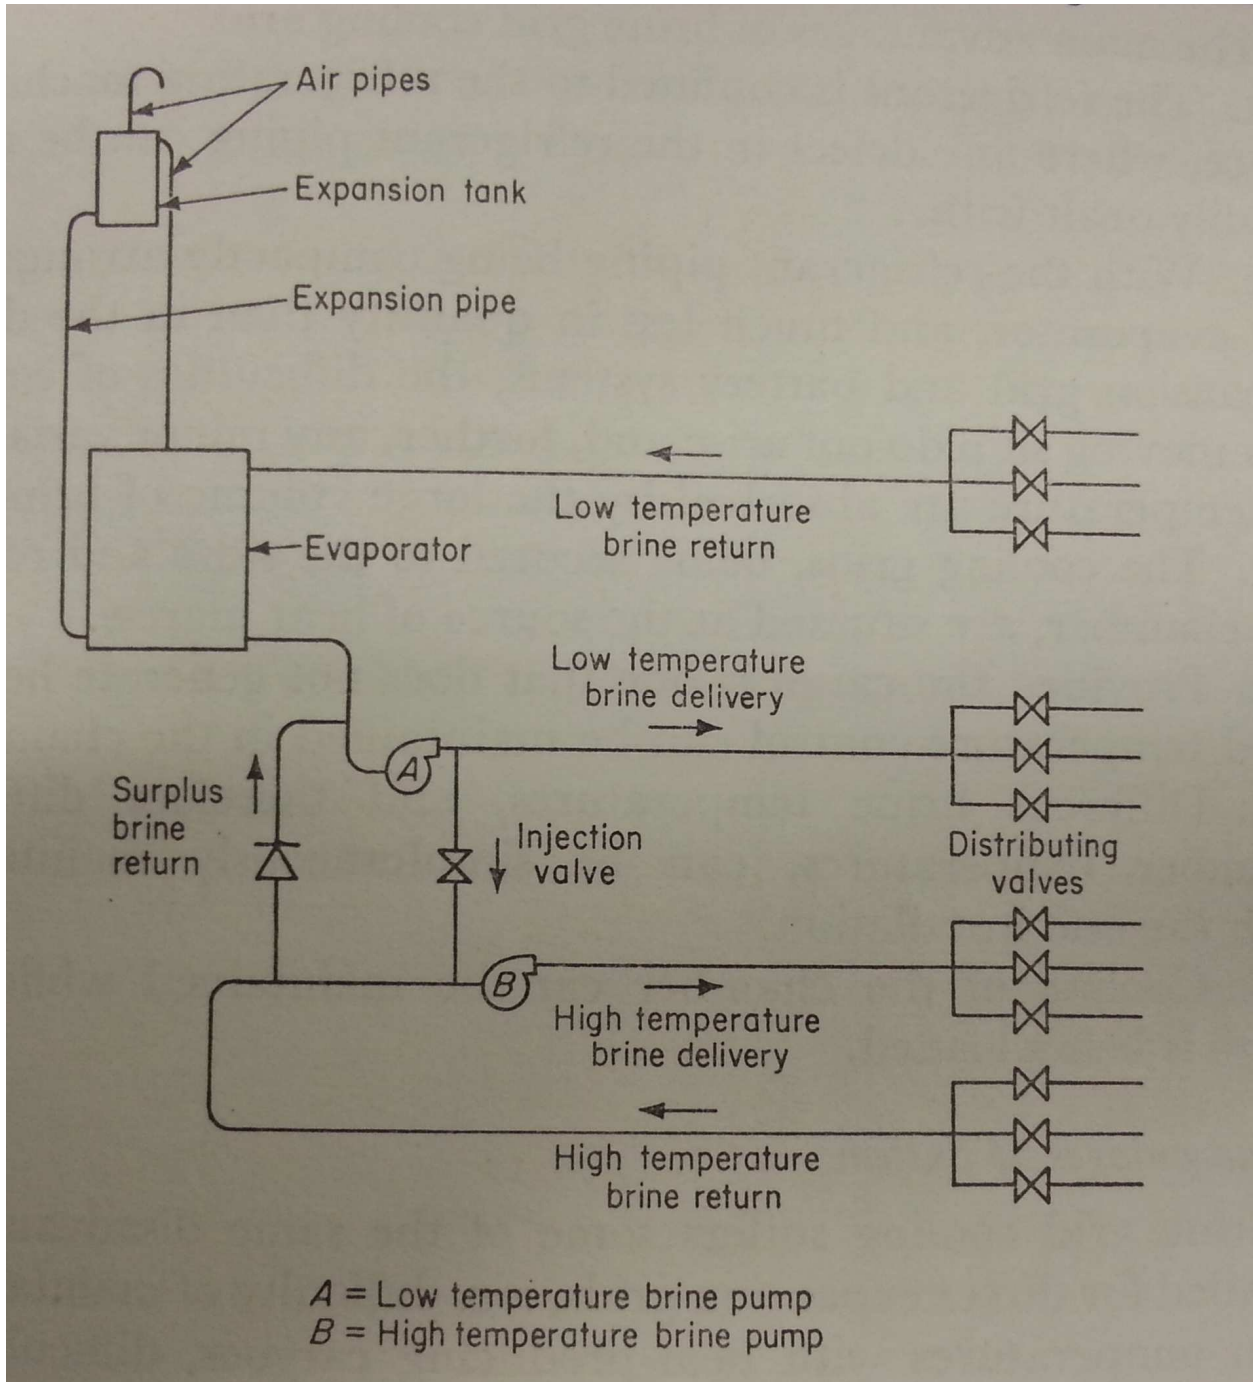 Air pipes
Expansion tank
Expansion pipe
Low temperature
brine return
Evaporator
Low temperature
brine delivery
A
Surplus
brine
return
Injection
valve
Distributing
valves
B
High temperature
brine delivery
High temperature
brine return
A = Low temperature brine pump
B = High temperature brine pump